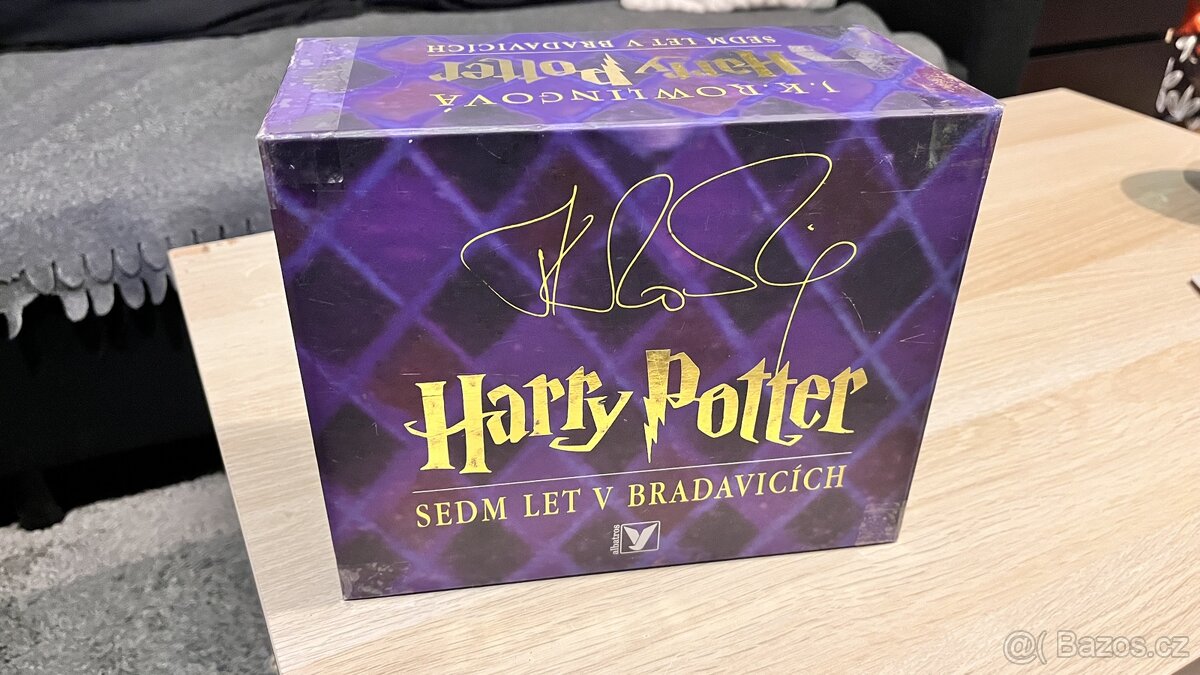 SEDM LET V BRADAVICÍCH
Harry Potter
J.K.ROWLINGOVÁ
Harry Potter
SEDM LET V BRADAVICÍCH
albatros
@( Bazos.cz